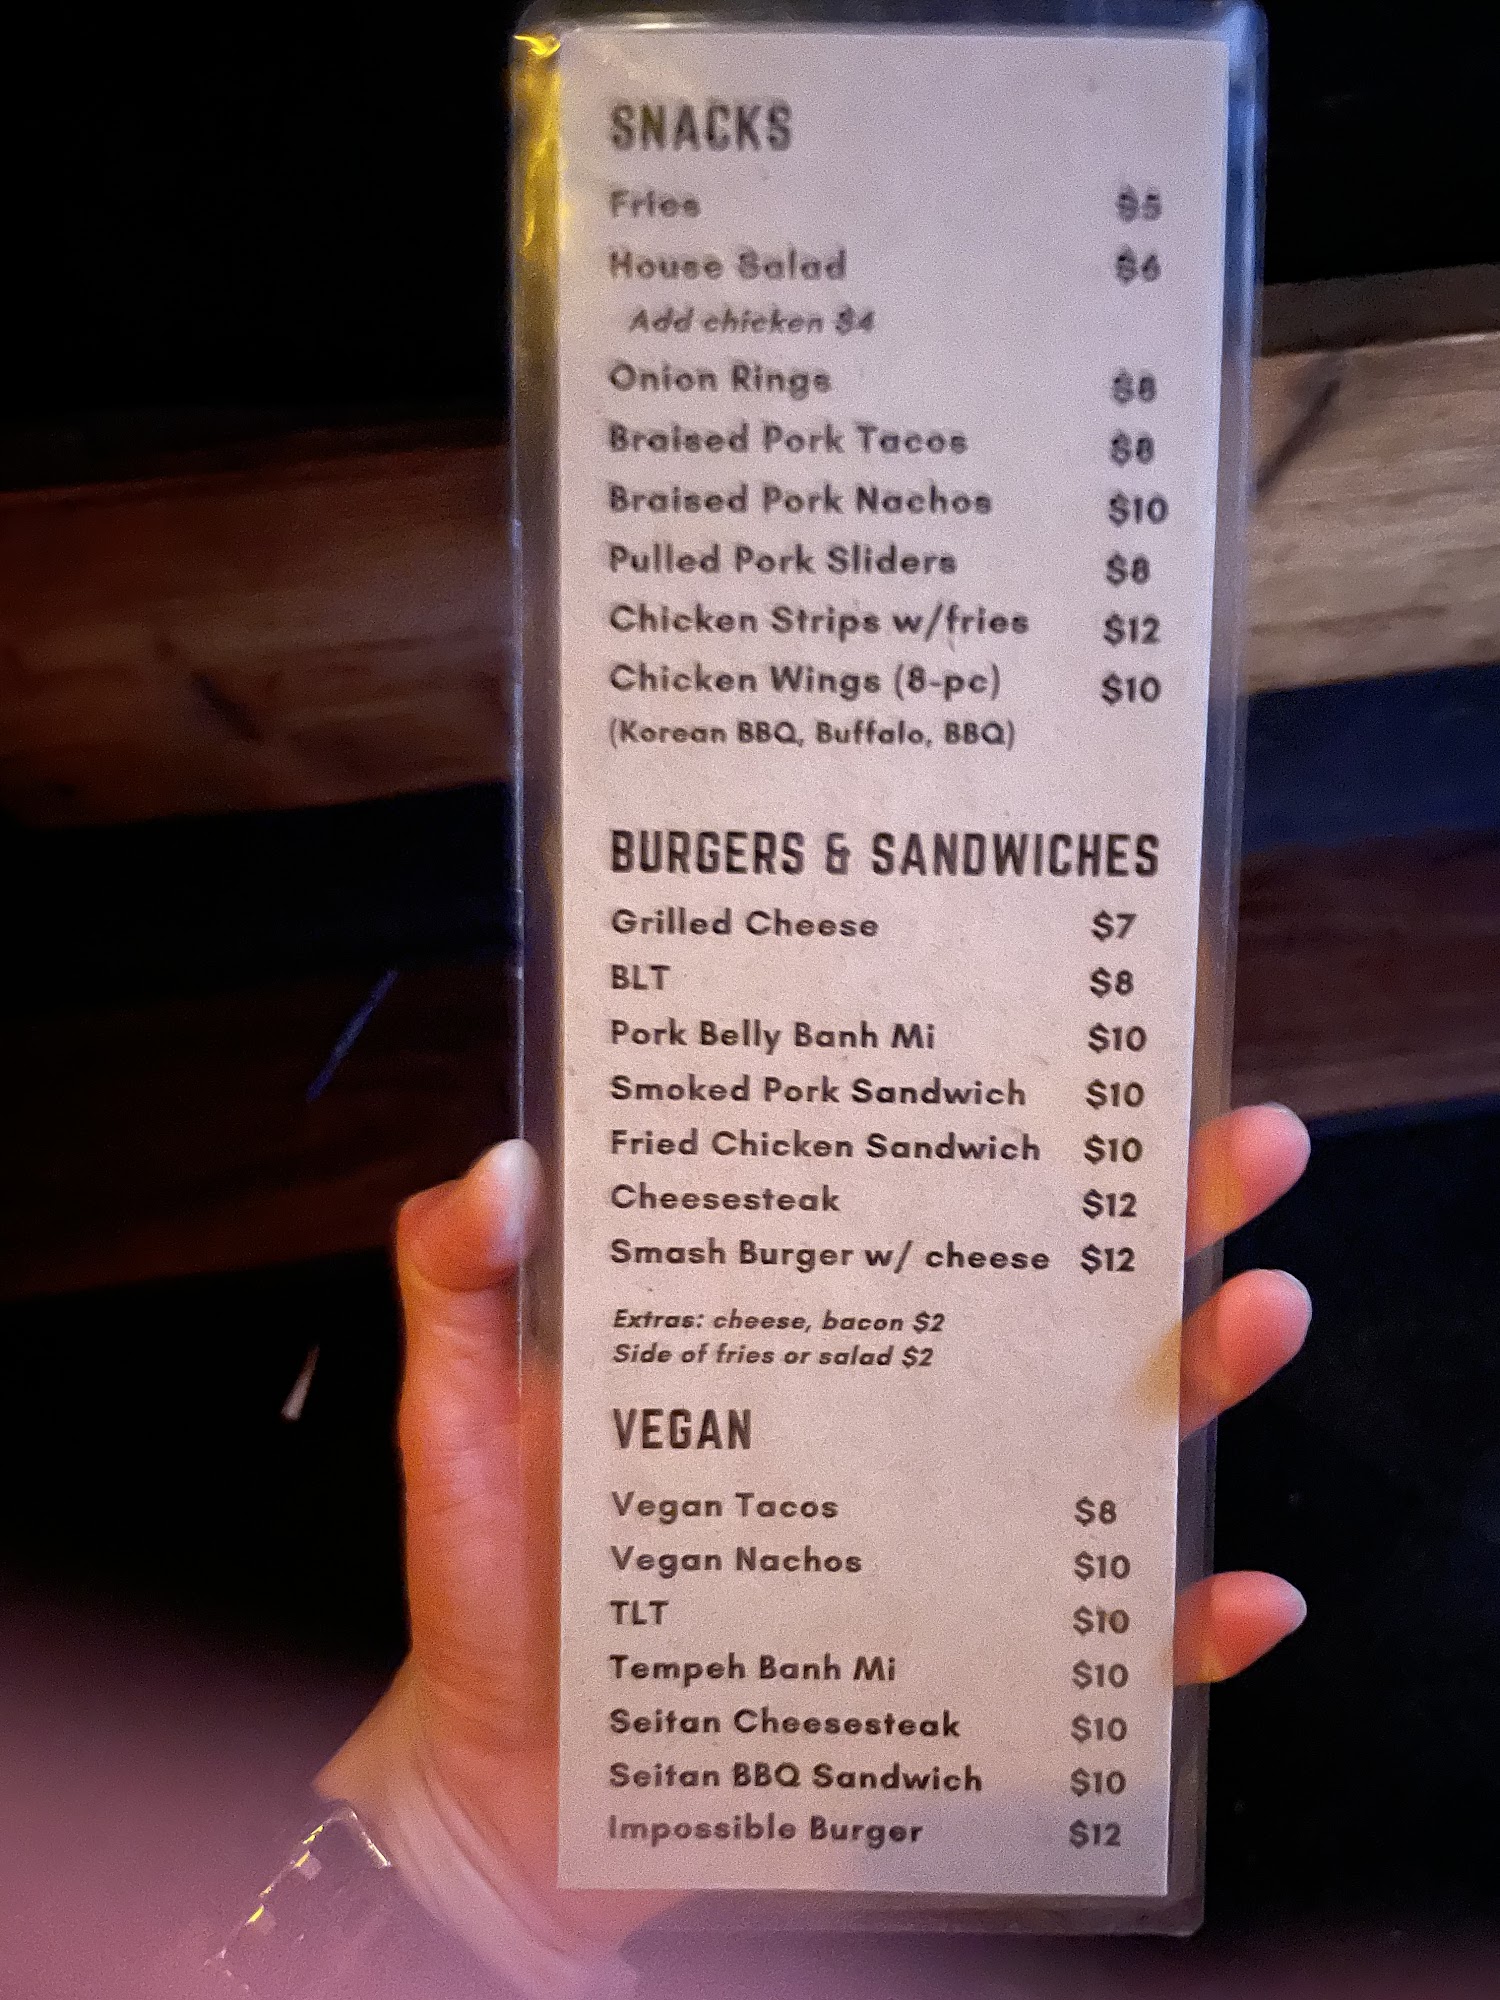 SNACKS
Fries $5
House Salad $6
Add chicken $4
Onion Rings $8
Braised Pork Tacos $8
Braised Pork Nachos $10
Pulled Pork Sliders $8
Chicken Strips w/fries $12
Chicken Wings (8-pc) $10
(Korean BBQ, Buffalo, BBQ)
BURGERS & SANDWICHES
Grilled Cheese $7
BLT $8
Pork Belly Banh Mi $10
Smoked Pork Sandwich $10
Fried Chicken Sandwich $10
Cheesesteak $12
Smash Burger w/ cheese $12
Extras: cheese, bacon $2
Side of fries or salad $2
VEGAN
Vegan Tacos $8
Vegan Nachos $10
TLT $10
Tempeh Banh Mi $10
Seitan Cheesesteak $10
Seitan BBQ Sandwich $10
Impossible Burger $12